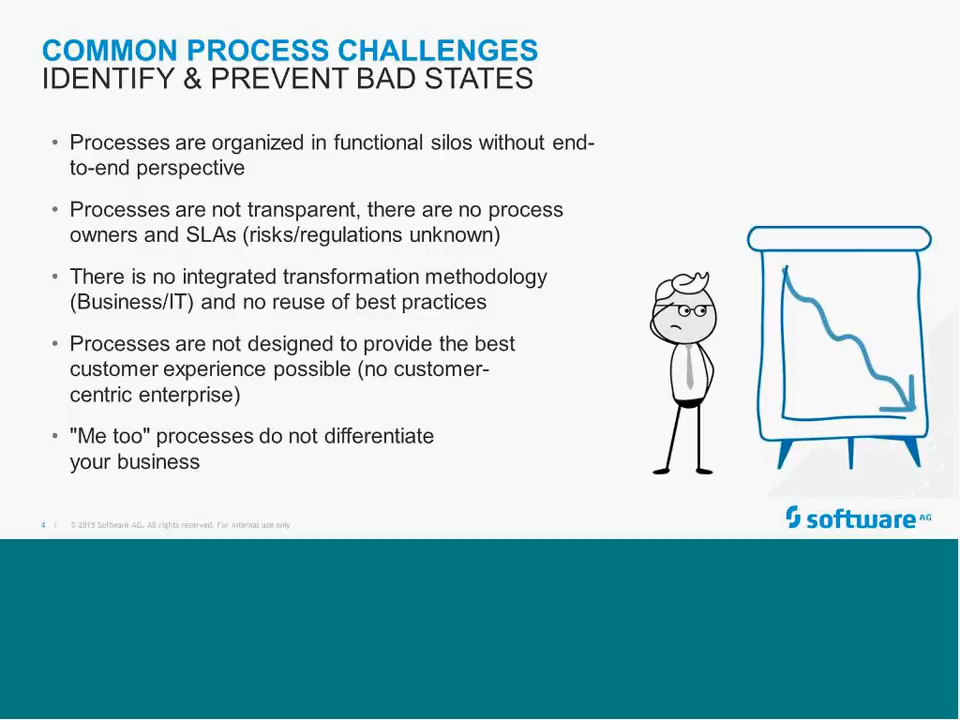 COMMON PROCESS CHALLENGES
IDENTIFY & PREVENT BAD STATES
• Processes are organized in functional silos without end-
to-end perspective
• Processes are not transparent, there are no process
owners and SLAs (risks/regulations unknown)
• There is no integrated transformation methodology
(Business/IT) and no reuse of best practices
• Processes are not designed to provide the best
customer experience possible (no customer-
centric enterprise)
• "Me too" processes do not differentiate
your business
4 | © 2015 Software AG. All rights reserved. For internal use only
software AG